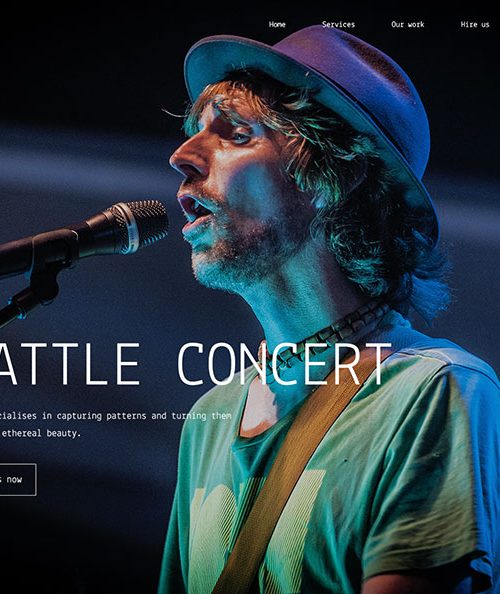 Home Services Our work Hire us
ATTLE CONCERT
cialises in capturing patterns and turning them
ethereal beauty.
now